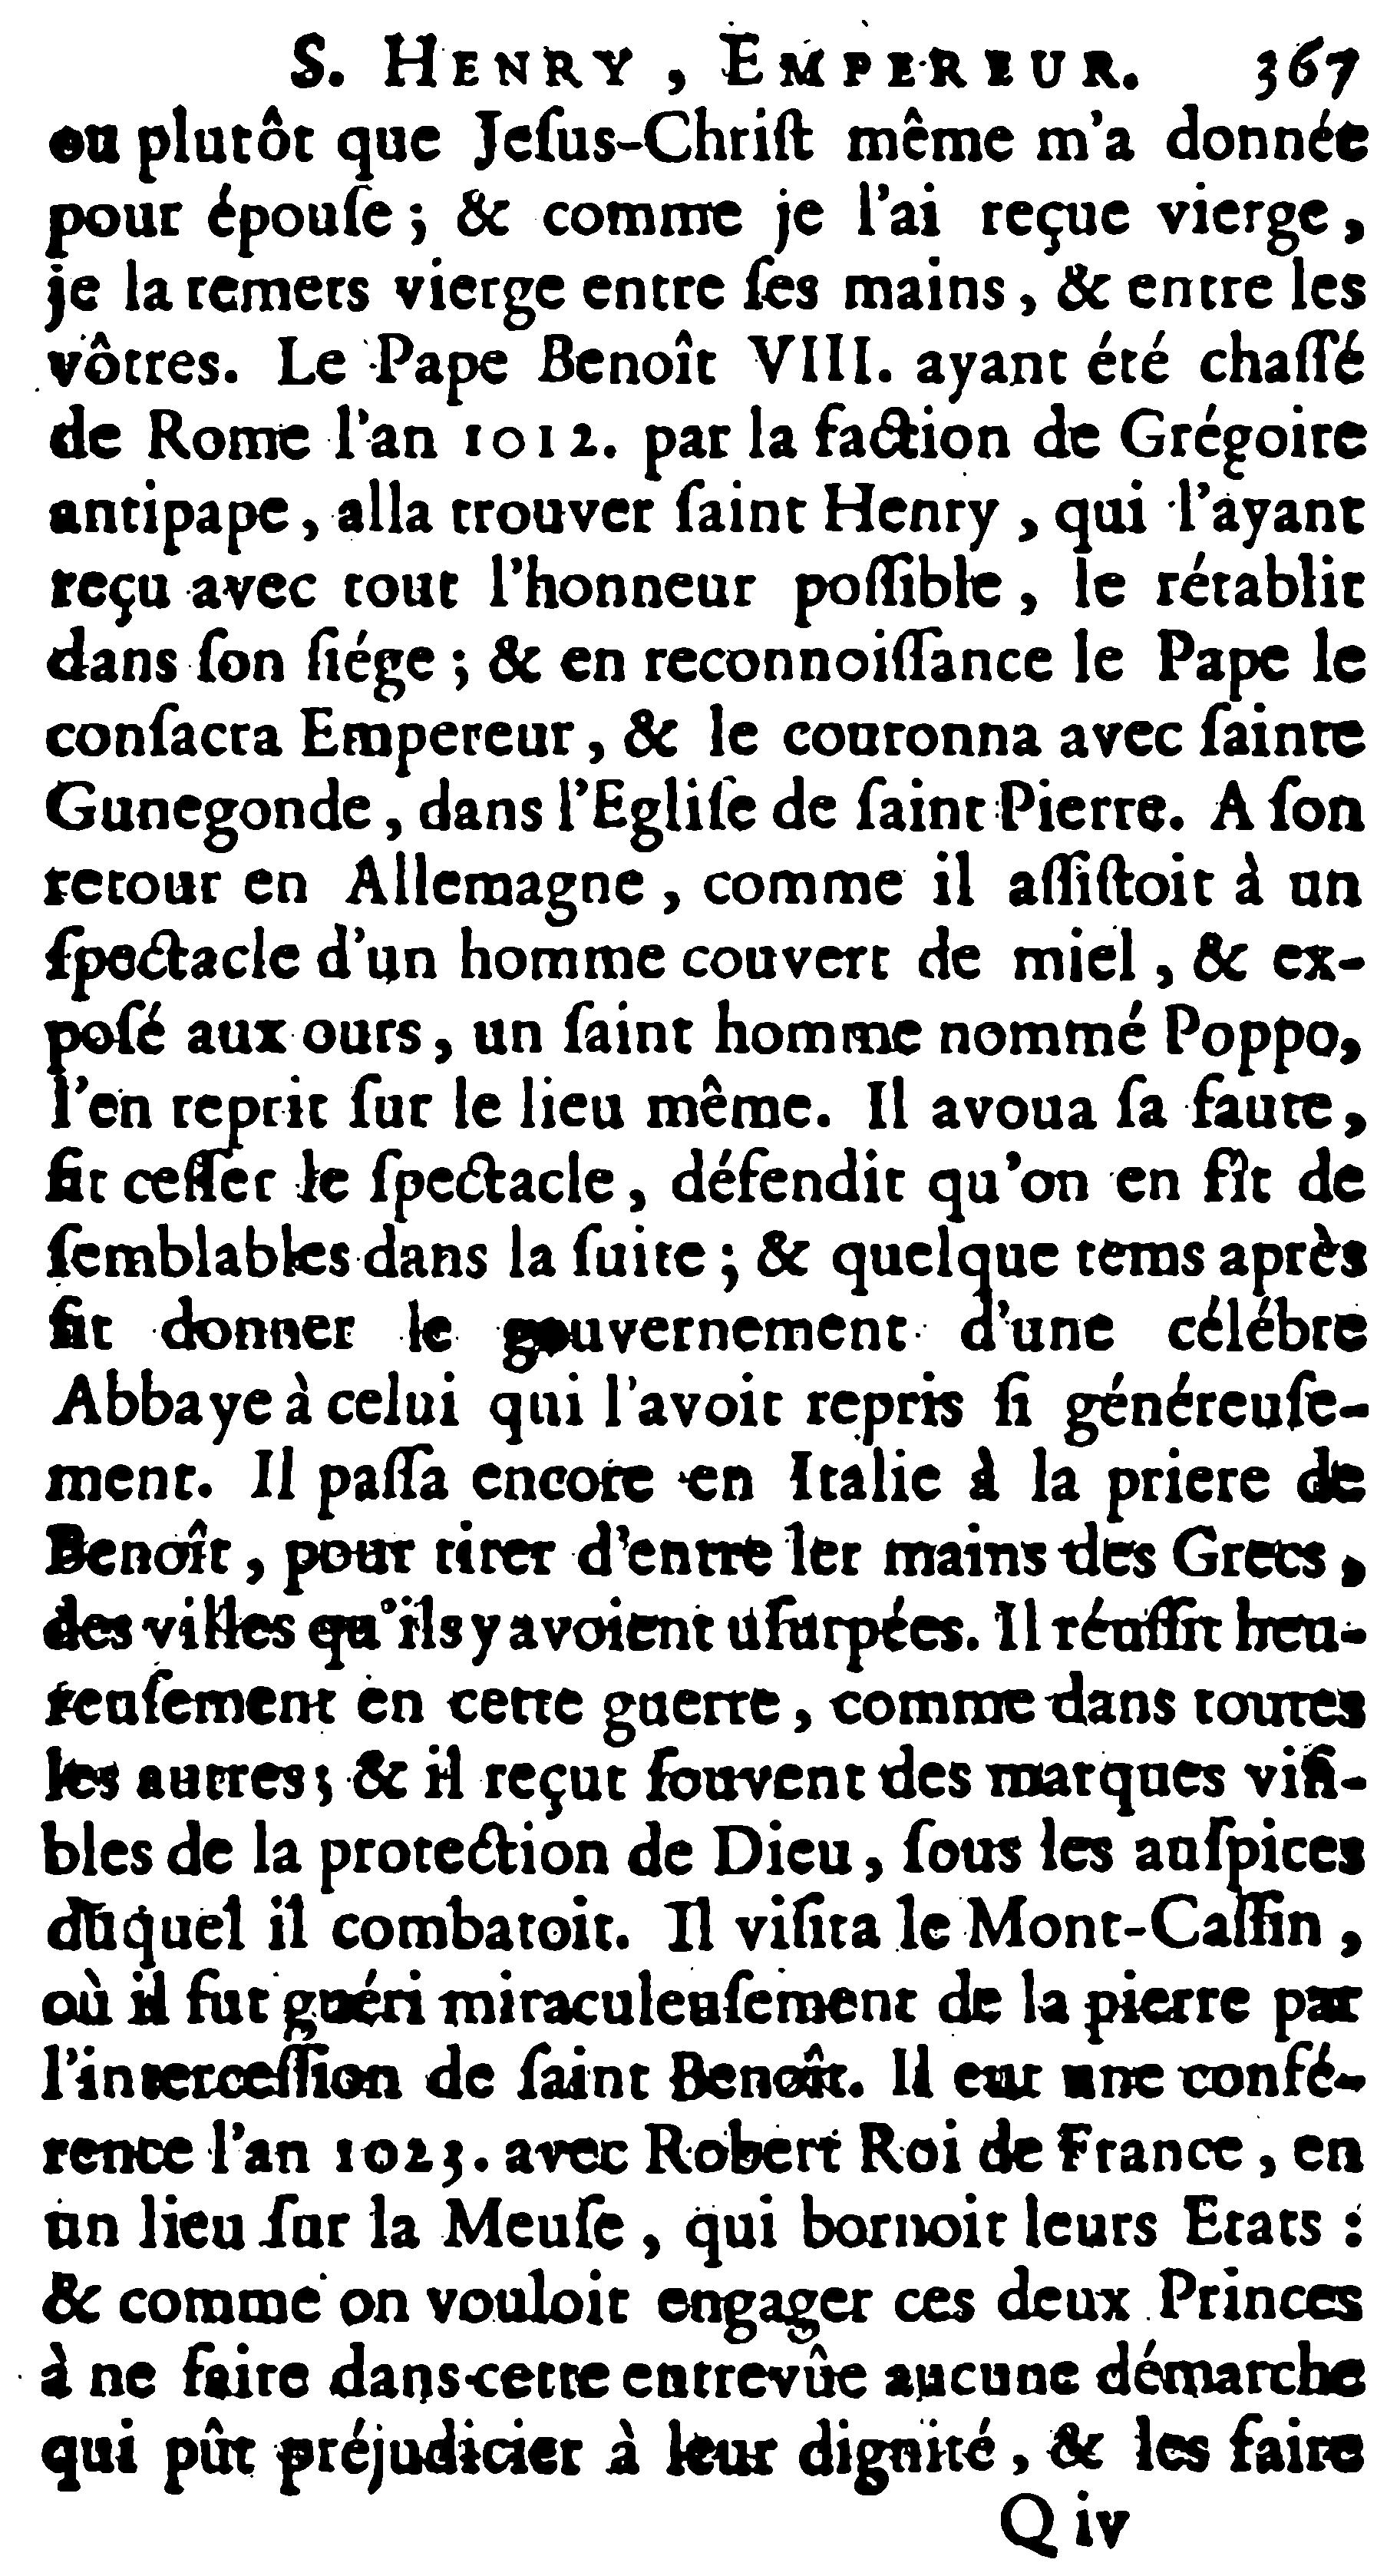 S. HENRY, EMPEREUR. 367
ou plutôt que Jeſus-Chriſt même m'a donnée
pour épouſe; & comme je l'ai reçue vierge,
je la remets vierge entre ſes mains, & entre les
vôtres. Le Pape Benoît VIII. ayant été chaſſé
de Rome l'an 1012. par la faction de Grégoire
antipape, alla trouver ſaint Henry, qui l'ayant
reçu avec tout l'honneur poſſible, le rétablit
dans ſon ſiége; & en reconnoiſſance le Pape le
conſacra Empereur, & le couronna avec ſainte
Gunegonde, dans l'Egliſe de ſaint Pierre. A ſon
retour en Allemagne, comme il aſſiſtoit à un
ſpectacle d'un homme couvert de miel, & ex-
poſé aux ours, un ſaint homme nommé Poppo,
l'en reprit ſur le lieu même. Il avoua ſa faute,
fit ceſſer le ſpectacle, défendit qu'on en fît de
ſemblables dans la ſuite; & quelque tems après
fit donner le gouvernement d'une célébre
Abbaye à celui qui l'avoit repris ſi généreuſe-
ment. Il paſſa encore en Italie à la priere de
Benoît, pour tirer d'entre ler mains des Grecs,
des villes qu'ils y avoient uſurpées. Il réuſſit heu-
reuſement en cette guerre, comme dans toutes
les autres; & il reçut ſouvent des marques viſi-
bles de la protection de Dieu, ſous les auſpices
duquel il combatoit. Il viſita le Mont-Caſſin,
où il fut guéri miraculeuſement de la pierre par
l'interceſſion de ſaint Benoît. Il eut une confé-
rence l'an 1023. avec Robert Roi de France, en
un lieu ſur la Meuſe, qui bornoit leurs Etats:
& comme on vouloit engager ces deux Princes
à ne faire dans cette entrevûe aucune démarche
qui pût préjudicier à leur dignité, & les faire
Q iv